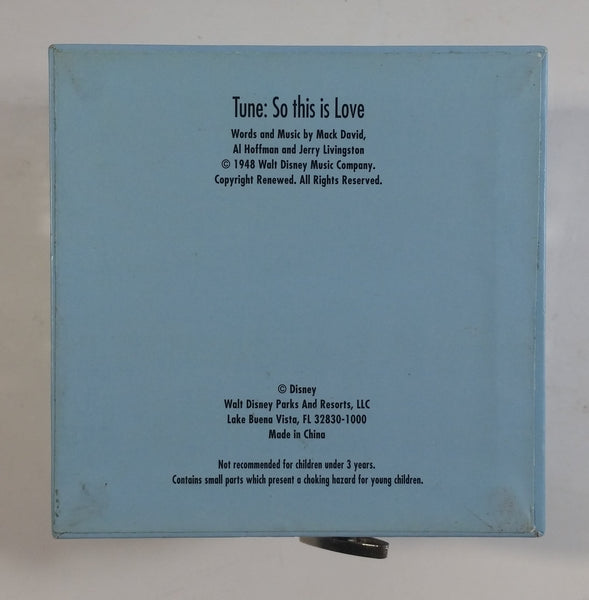 Tune: So this is Love
Words and Music by Mack David,
Al Hoffman and Jerry Livingston
© 1948 Walt Disney Music Company.
Copyright Renewed. All Rights Reserved.
© Disney
Walt Disney Parks And Resorts, LLC
Lake Buena Vista, FL 32830-1000
Made in China
Not recommended for children under 3 years.
Contains small parts which present a choking hazard for young children.